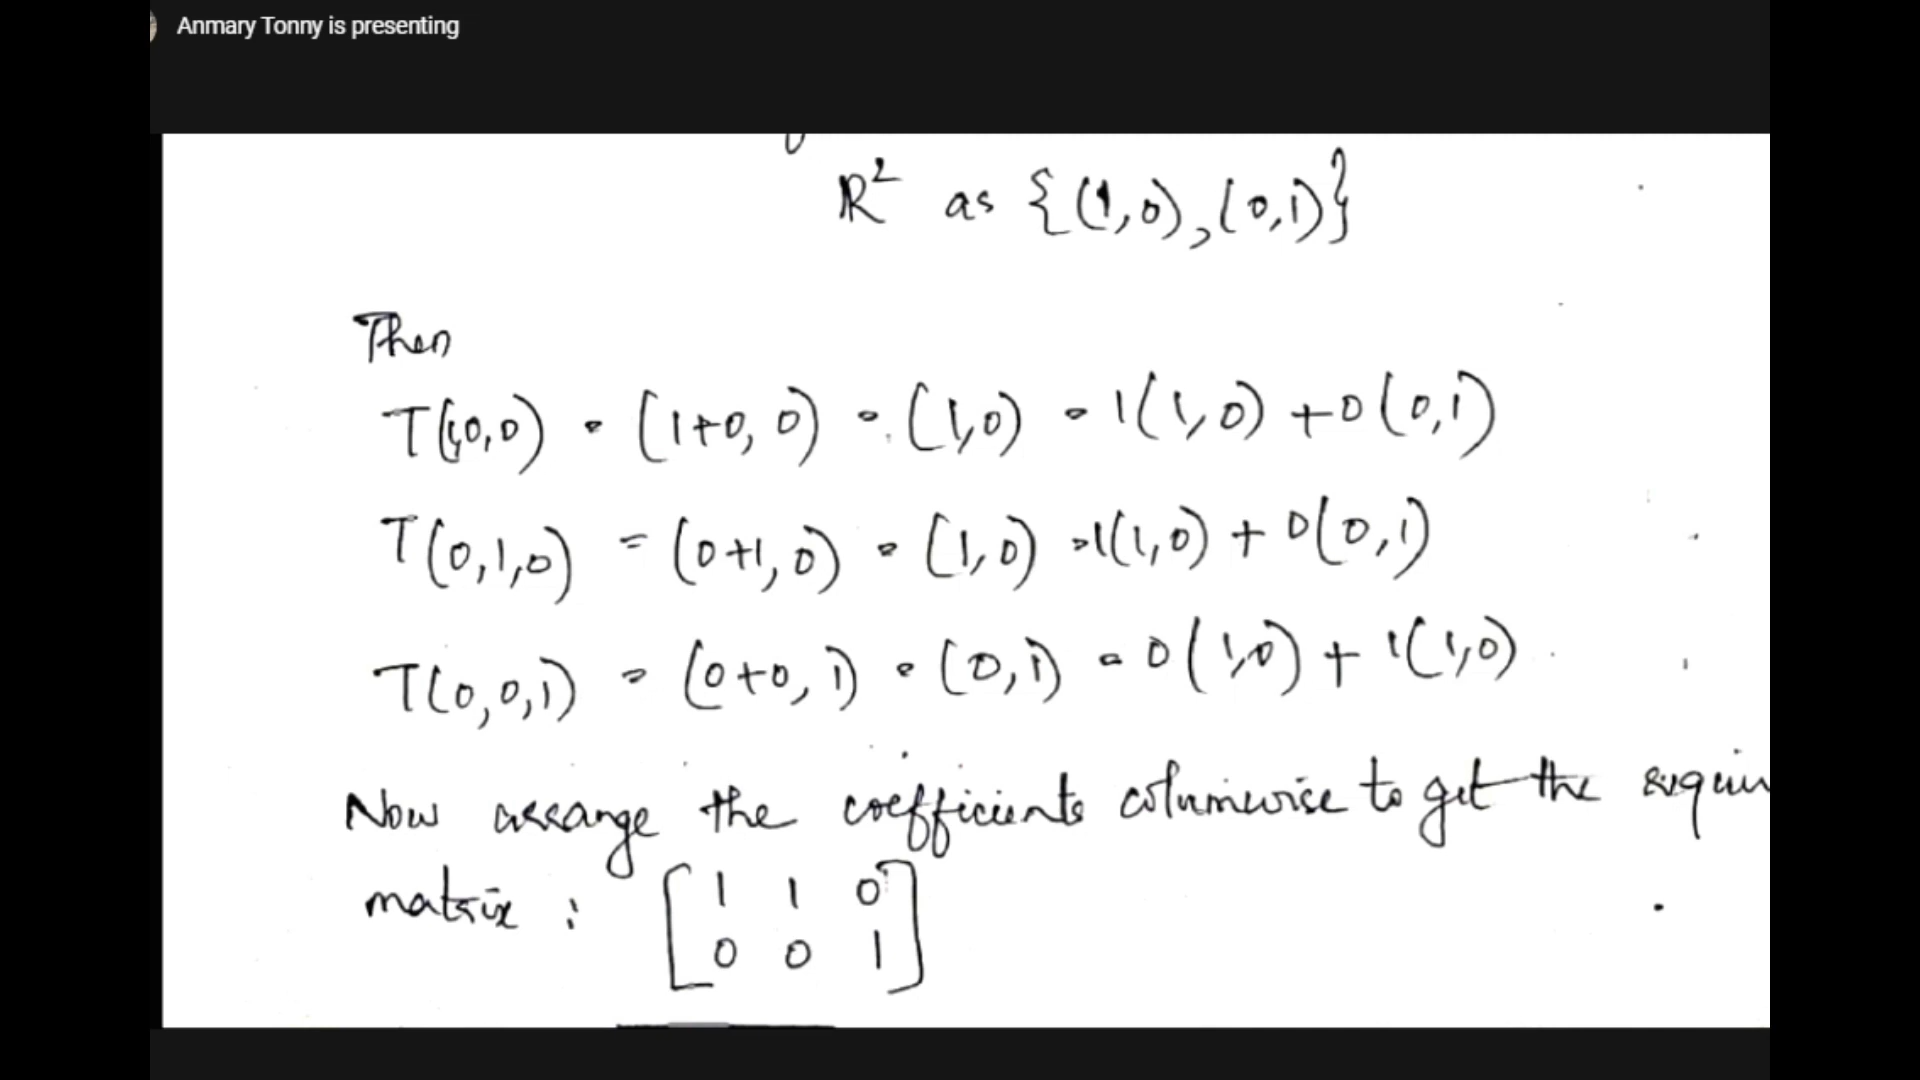 Anmary Tonny is presenting
R² as {(1,0), (0,1)}
Then
T(1,0,0) = (1+0, 0) = (1,0) = 1(1,0) + 0(0,1)
T(0,1,0) = (0+1, 0) = (1,0) = 1(1,0) + 0(0,1)
T(0,0,1) = (0+0, 1) = (0,1) = 0(1,0) + 1(1,0)
Now arrange the coefficients columnwise to get the requir
matrix : [1 1 0
0 0 1]